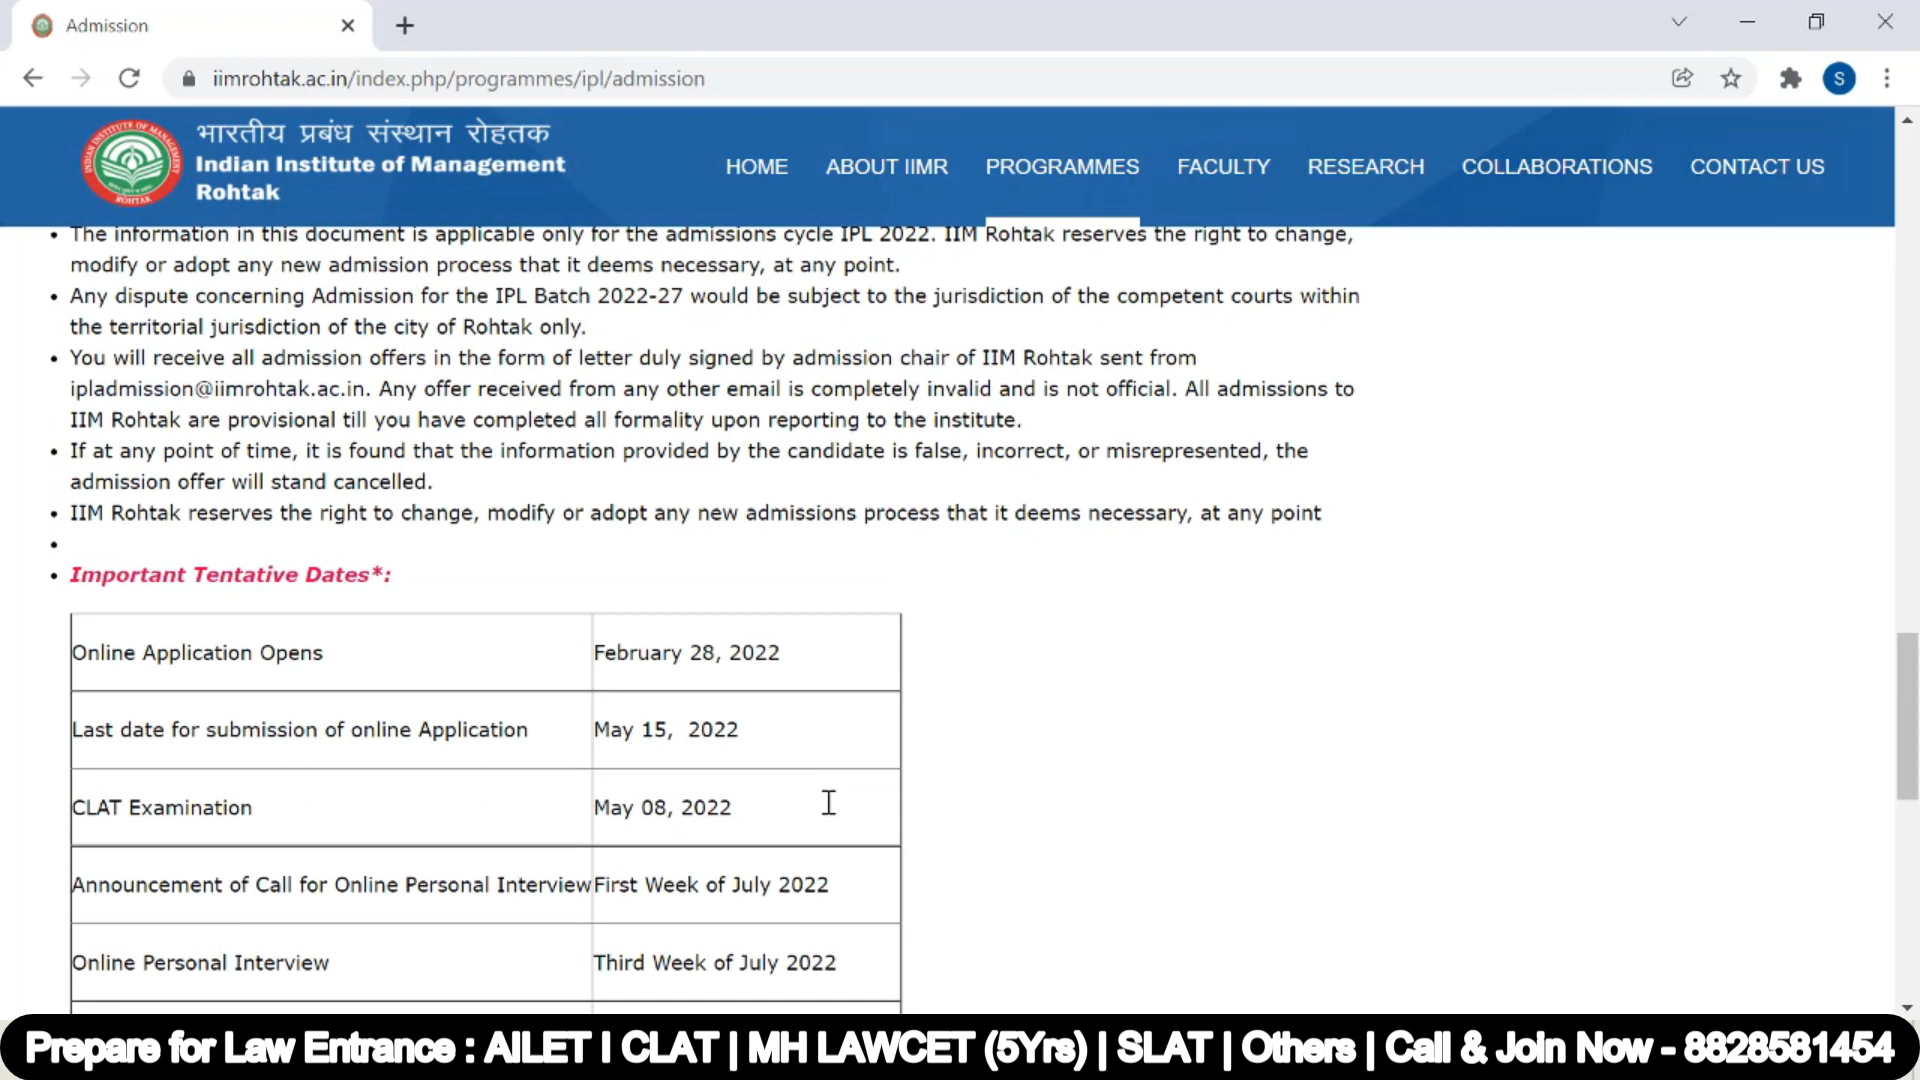 Admission
iimrohtak.ac.in/index.php/programmes/ipl/admission
S
भारतीय प्रबंध संस्थान रोहतक
Indian Institute of Management
Rohtak
HOME ABOUT IIMR PROGRAMMES FACULTY RESEARCH COLLABORATIONS CONTACT US
• The information in this document is applicable only for the admissions cycle IPL 2022. IIM Rohtak reserves the right to change,
modify or adopt any new admission process that it deems necessary, at any point.
• Any dispute concerning Admission for the IPL Batch 2022-27 would be subject to the jurisdiction of the competent courts within
the territorial jurisdiction of the city of Rohtak only.
• You will receive all admission offers in the form of letter duly signed by admission chair of IIM Rohtak sent from
ipladmission@iimrohtak.ac.in. Any offer received from any other email is completely invalid and is not official. All admissions to
IIM Rohtak are provisional till you have completed all formality upon reporting to the institute.
• If at any point of time, it is found that the information provided by the candidate is false, incorrect, or misrepresented, the
admission offer will stand cancelled.
• IIM Rohtak reserves the right to change, modify or adopt any new admissions process that it deems necessary, at any point
•
• Important Tentative Dates*:
Online Application Opens February 28, 2022
Last date for submission of online Application May 15, 2022
CLAT Examination May 08, 2022
Announcement of Call for Online Personal Interview First Week of July 2022
Online Personal Interview Third Week of July 2022
Prepare for Law Entrance : AILET I CLAT | MH LAWCET (5Yrs) | SLAT | Others | Call & Join Now - 8828581454